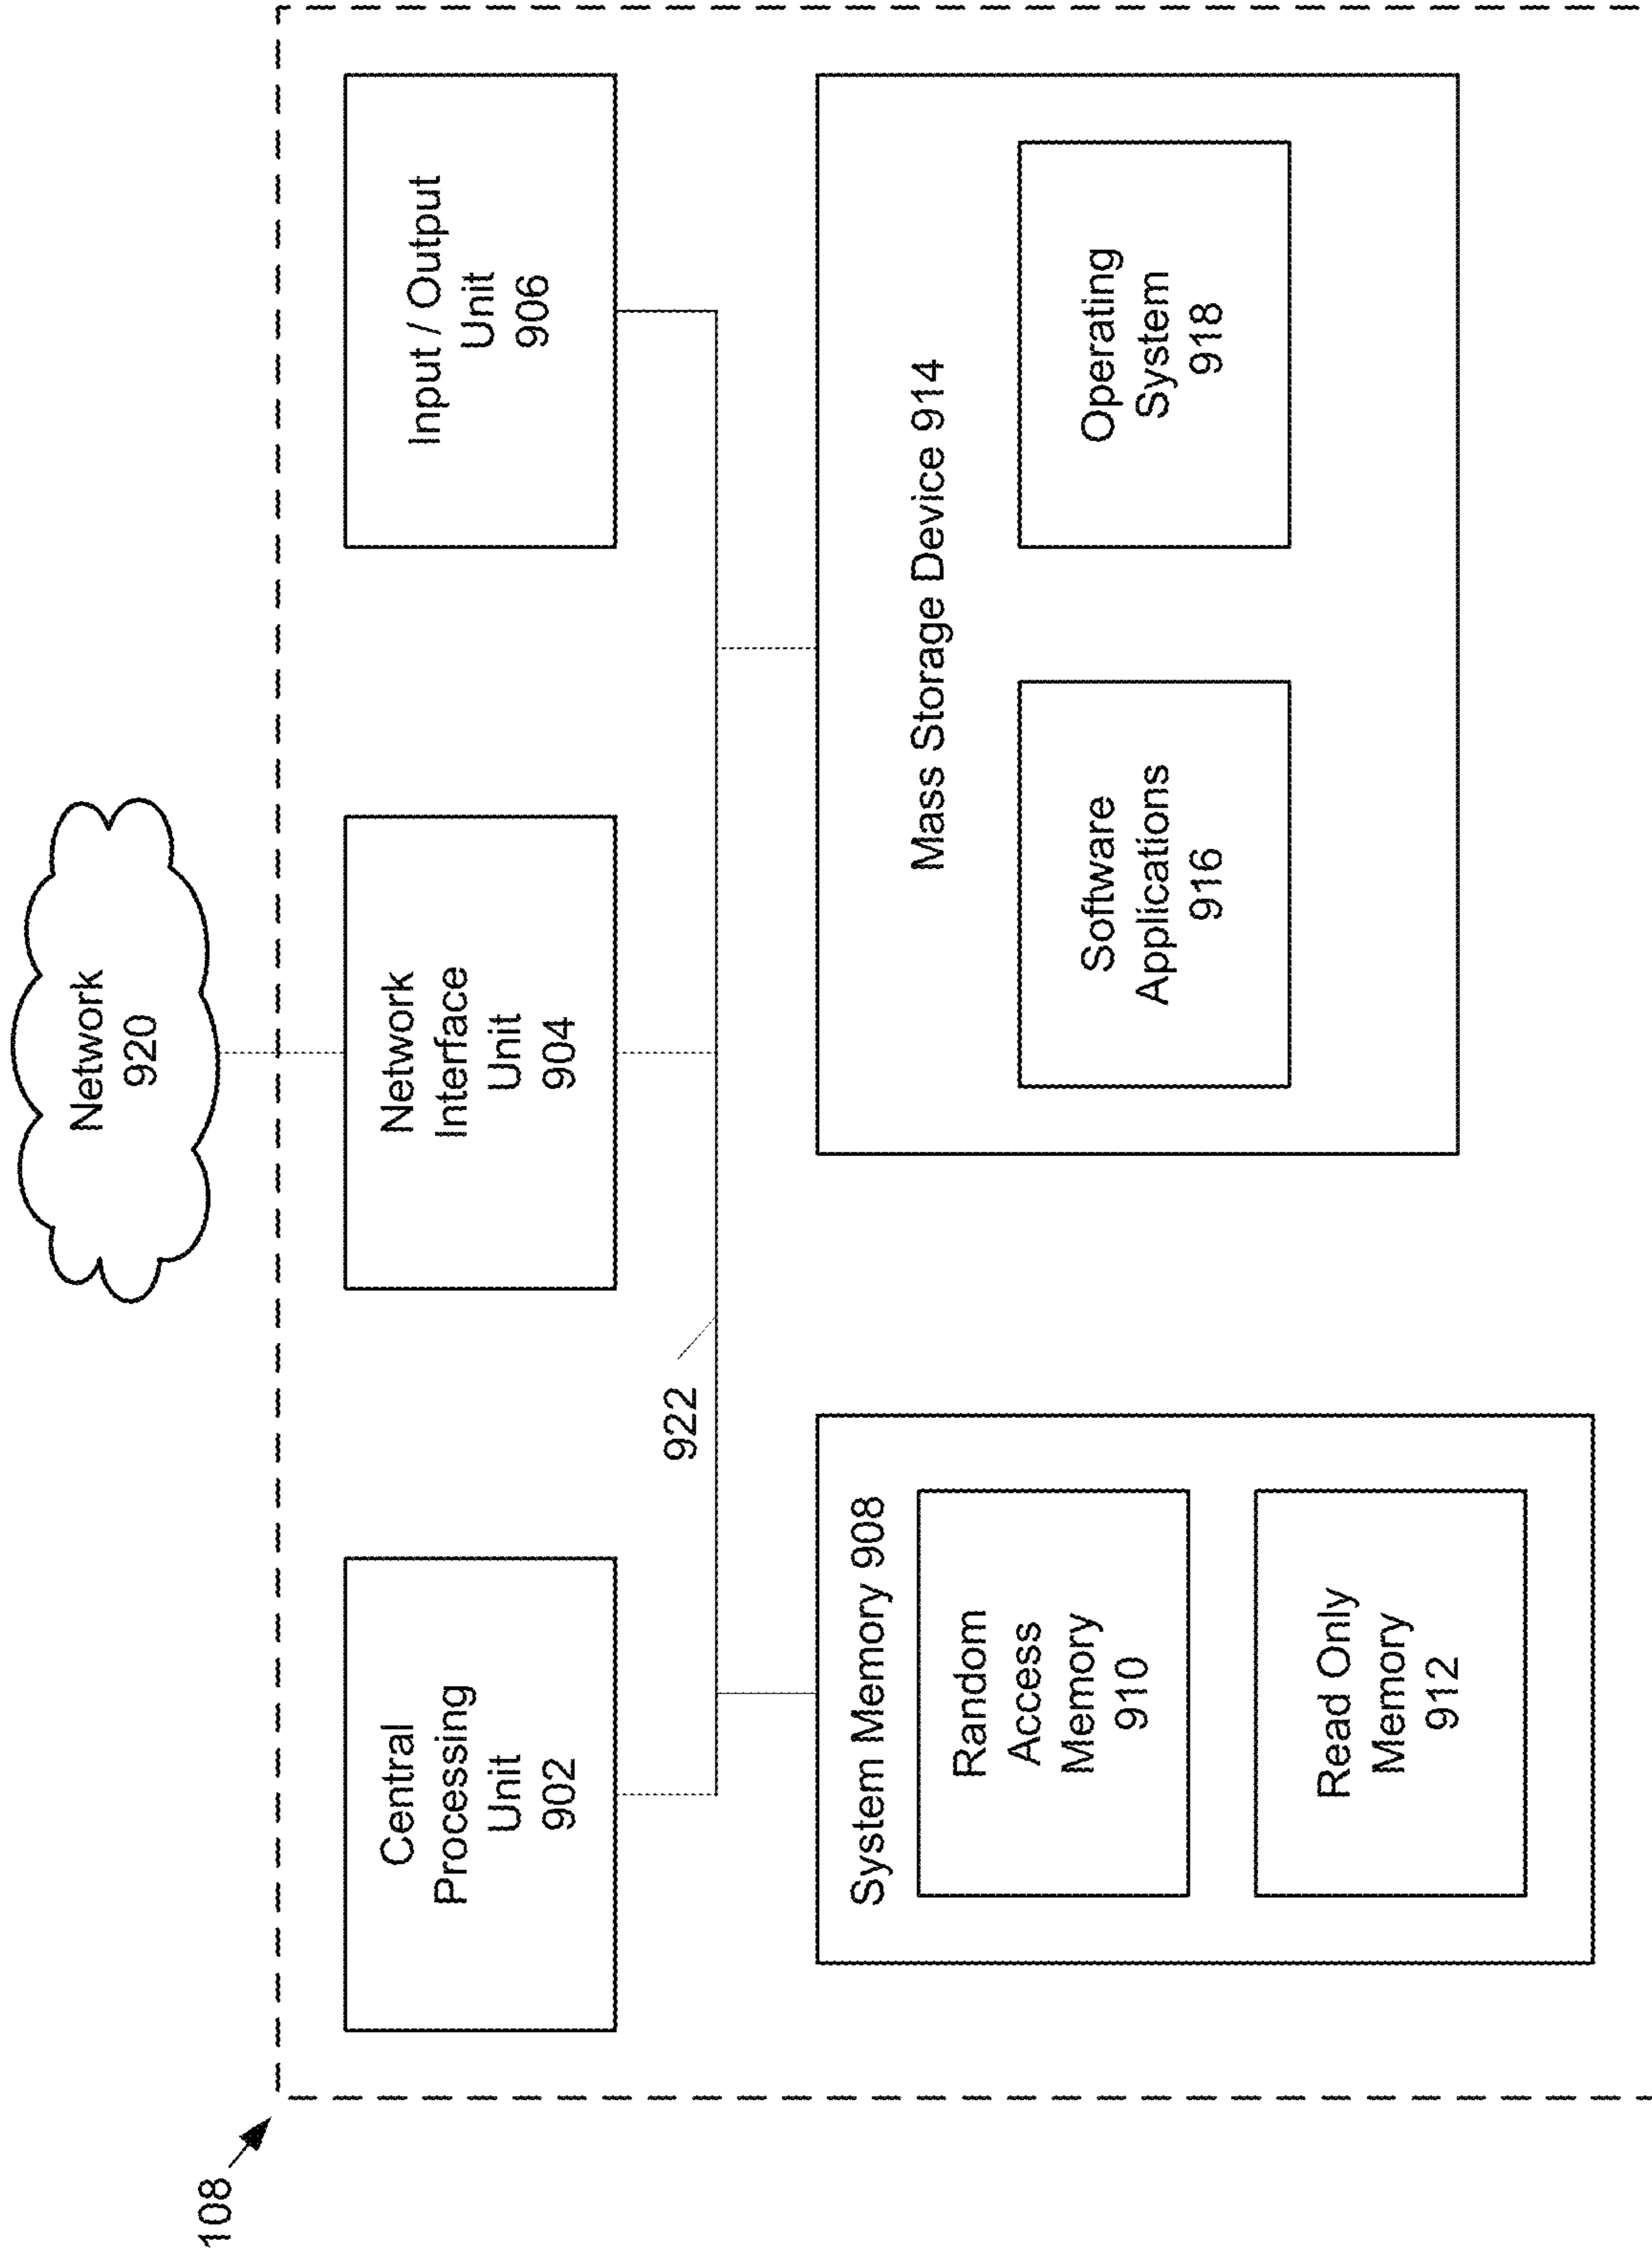 108
Network
920
Central
Processing
Unit
902
Network
Interface
Unit
904
Input / Output
Unit
906
922
System Memory 908
Random
Access
Memory
910
Read Only
Memory
912
Mass Storage Device 914
Software
Applications
916
Operating
System
918